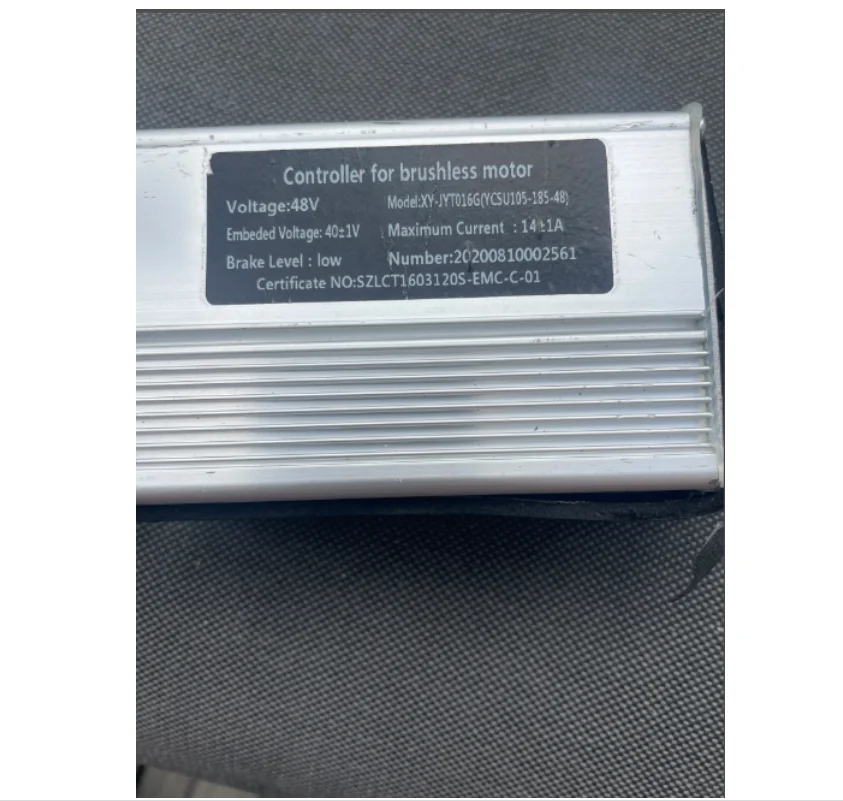 Controller for brushless motor
Voltage:48V Model:XY-JYT016G(YCSU105-185-48)
Embeded Voltage: 40±1V Maximum Current : 14±1A
Brake Level : low Number:20200810002561
Certificate NO:SZLCT1603120S-EMC-C-01